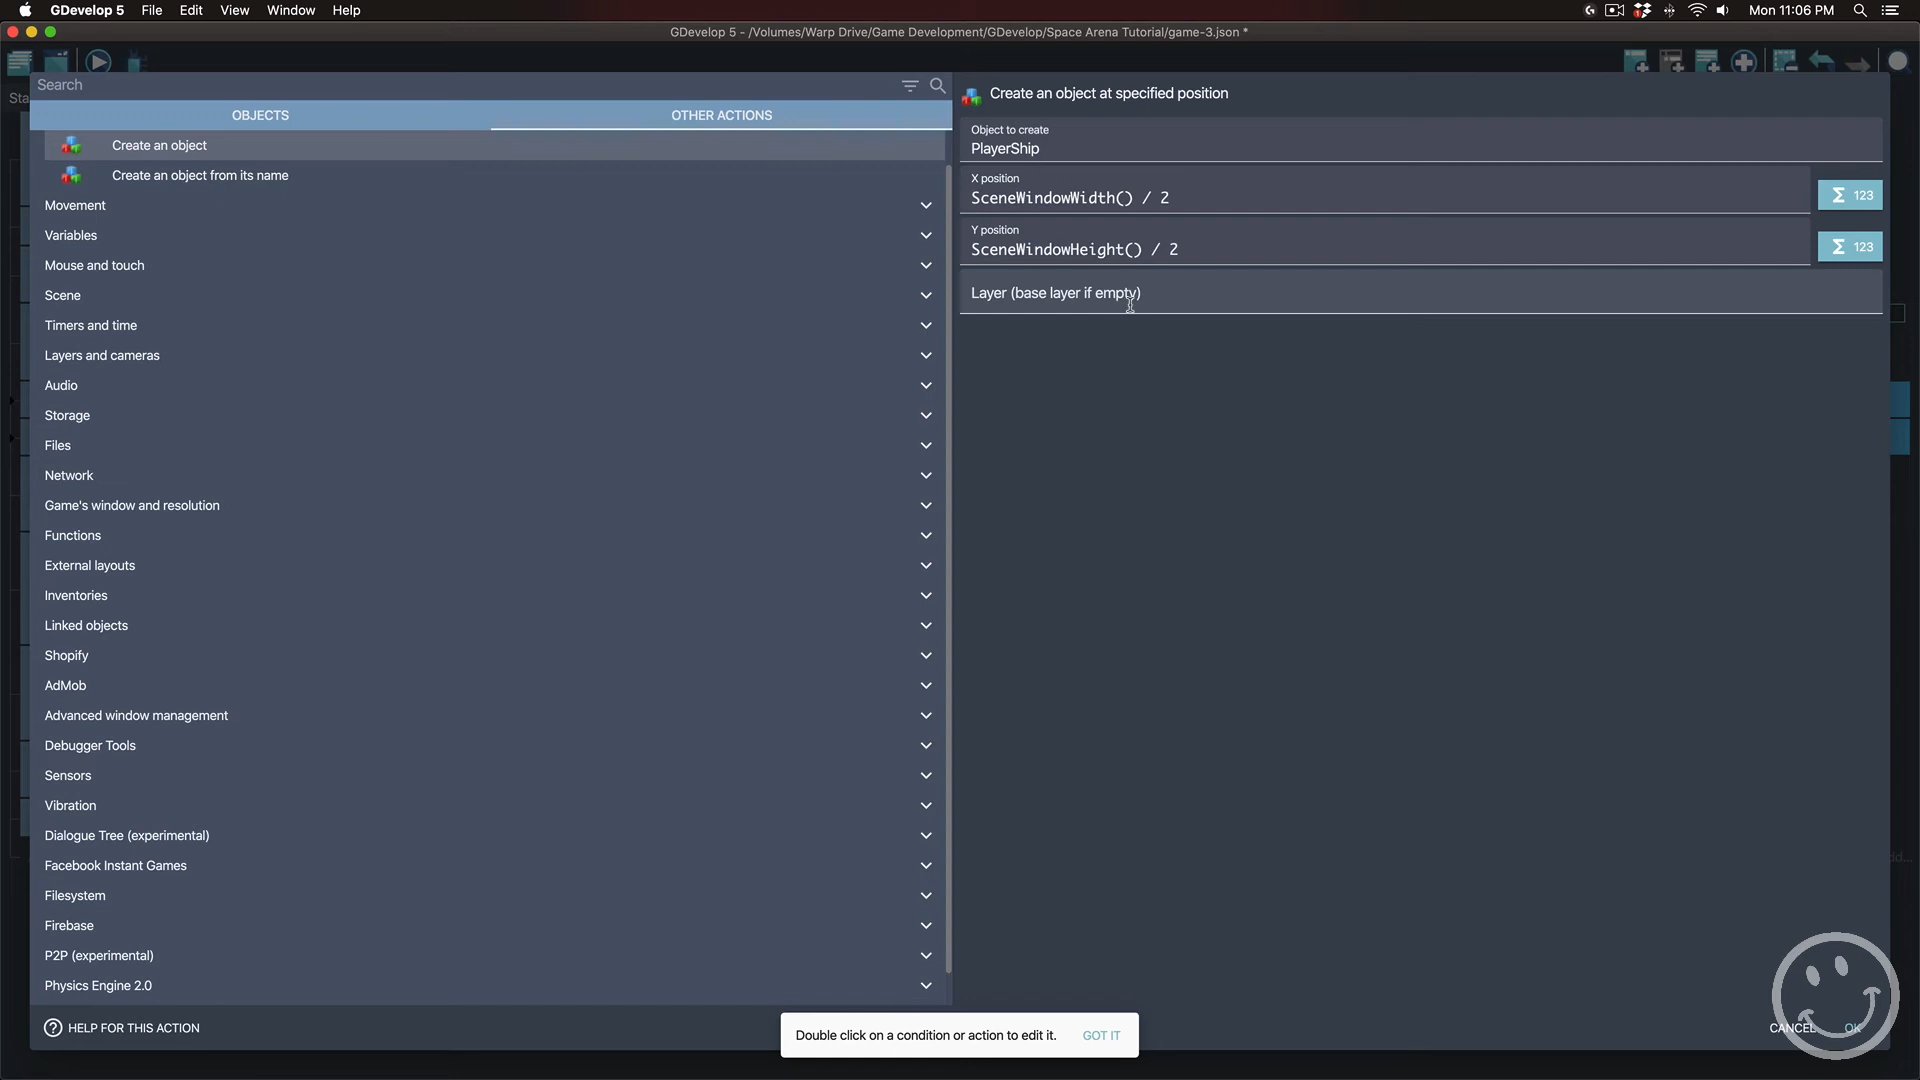 GDevelop 5 File Edit View Window Help
Mon 11:06 PM
GDevelop 5 - /Volumes/Warp Drive/Game Development/GDevelop/Space Arena Tutorial/game-3.json *
Search
OBJECTS
OTHER ACTIONS
Create an object
Create an object from its name
Movement
Variables
Mouse and touch
Scene
Timers and time
Layers and cameras
Audio
Storage
Files
Network
Game's window and resolution
Functions
External layouts
Inventories
Linked objects
Shopify
AdMob
Advanced window management
Debugger Tools
Sensors
Vibration
Dialogue Tree (experimental)
Facebook Instant Games
Filesystem
Firebase
P2P (experimental)
Physics Engine 2.0
HELP FOR THIS ACTION
Create an object at specified position
Object to create
PlayerShip
X position
SceneWindowWidth() / 2
Σ 123
Y position
SceneWindowHeight() / 2
Σ 123
Layer (base layer if empty)
Double click on a condition or action to edit it. GOT IT
CANCEL OK